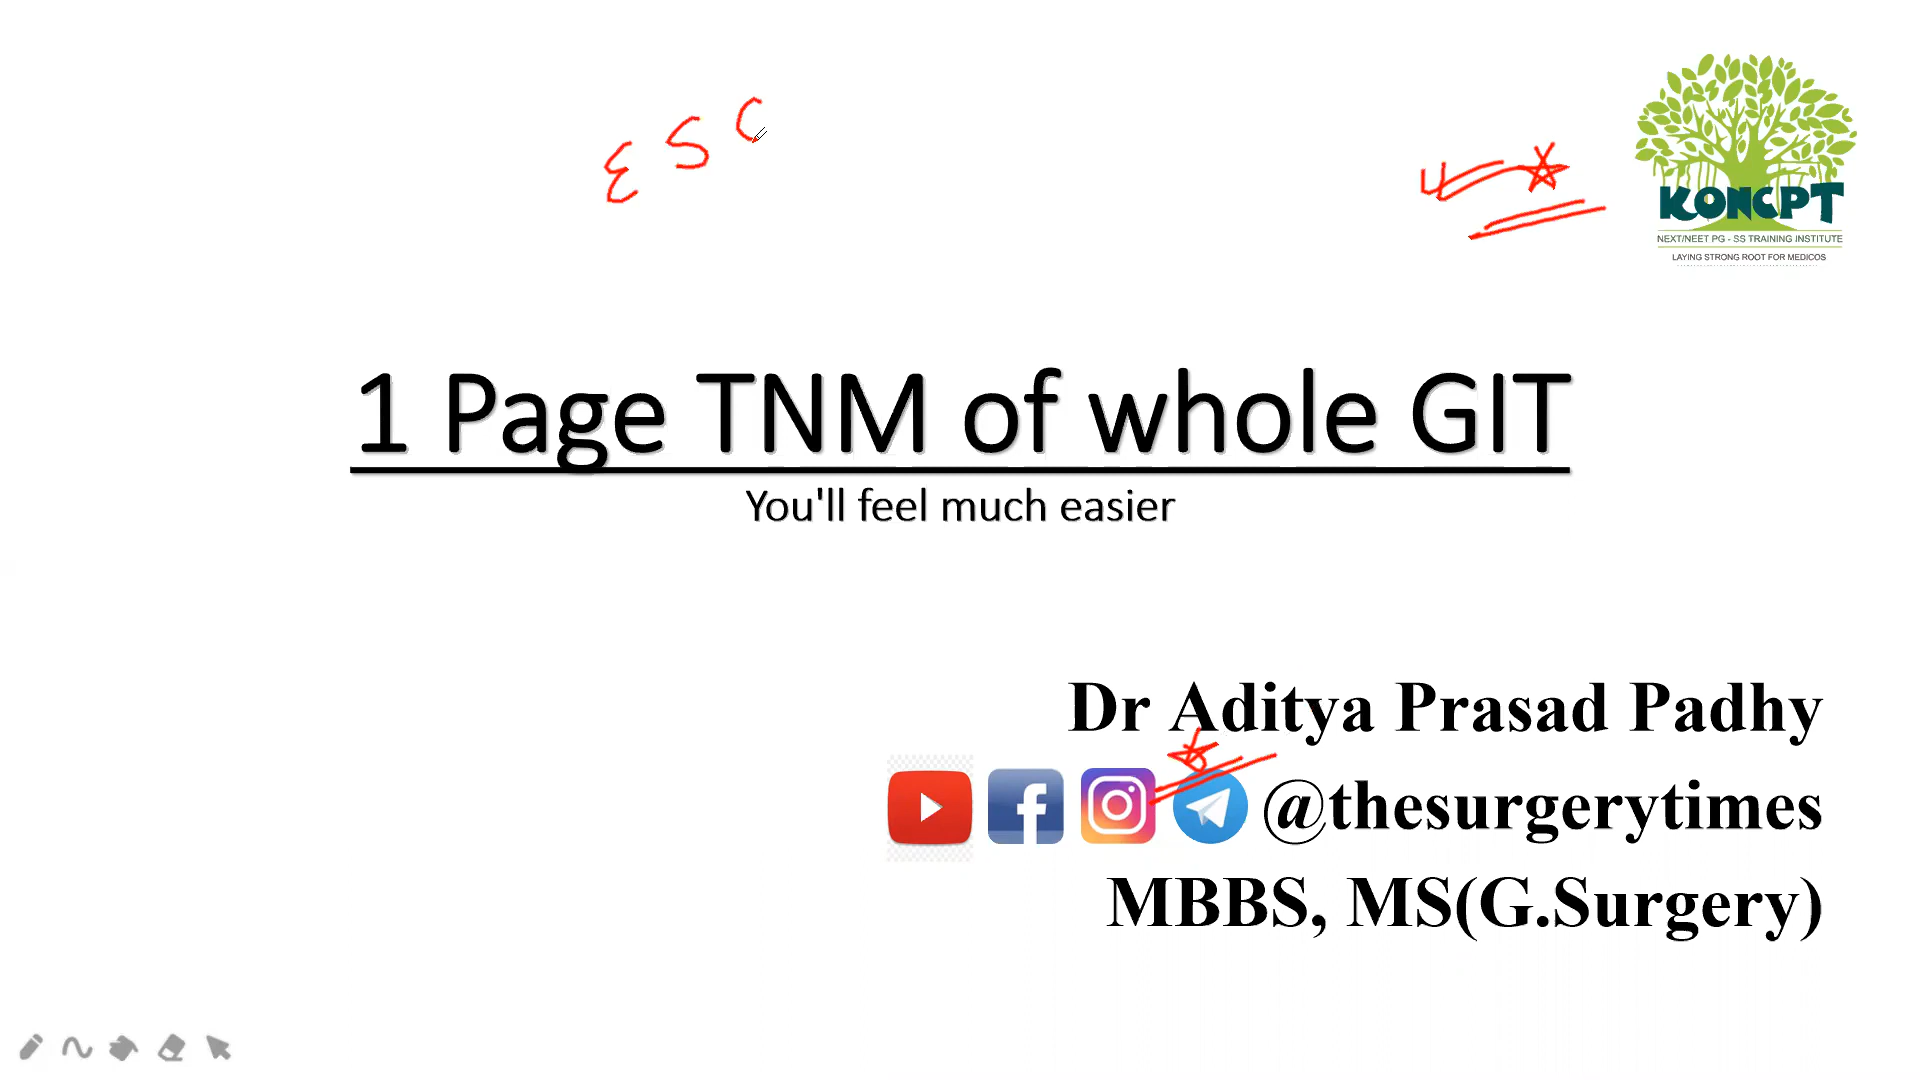 E S C
KONCPT
NEXT/NEET PG - SS TRAINING INSTITUTE
LAYING STRONG ROOT FOR MEDICOS
1 Page TNM of whole GIT
You'll feel much easier
Dr Aditya Prasad Padhy
@thesurgerytimes
MBBS, MS(G.Surgery)